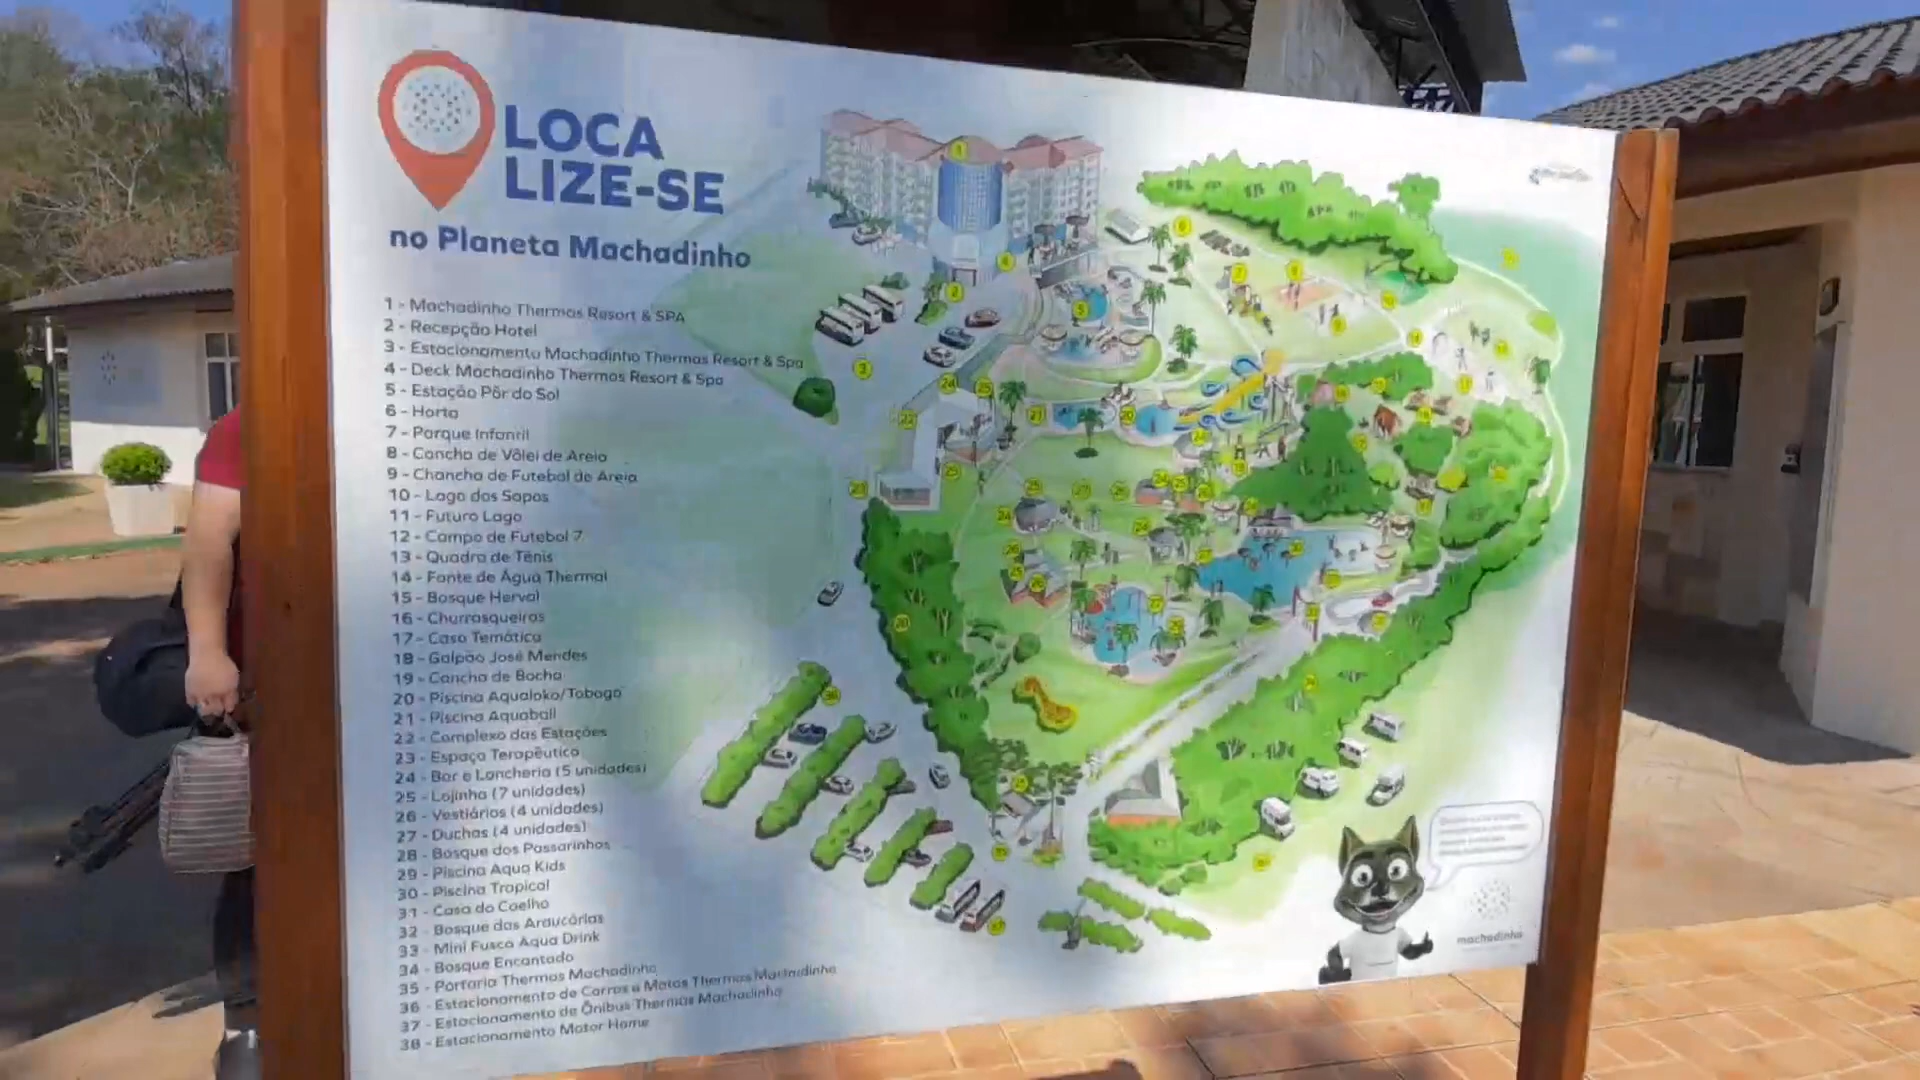 LOCA
LIZE-SE
no Planeta Machadinho
1 - Machadinho Thermas Resort & SPA
2 - Recepção Hotel
3 - Estacionamento Machadinho Thermas Resort & Spa
4 - Deck Machadinho Thermas Resort & Spa
5 - Estação Pôr do Sol
6 - Horta
7 - Parque Infantil
8 - Cancha de Vôlei de Areia
9 - Chancha de Futebol de Areia
10 - Lago dos Sapos
11 - Futuro Lago
12 - Campo de Futebol 7
13 - Quadra de Tênis
14 - Fonte de Água Thermal
15 - Bosque Herval
16 - Churrasqueiras
17 - Casa Temática
18 - Galpão José Mendes
19 - Cancha de Bocha
20 - Piscina Aqualoko/Tobogã
21 - Piscina Aquaball
22 - Complexo das Estações
23 - Espaço Terapêutico
24 - Bar e Lancheria (5 unidades)
25 - Lojinha (7 unidades)
26 - Vestiários (4 unidades)
27 - Duchas (4 unidades)
28 - Bosque dos Passarinhos
29 - Piscina Aqua Kids
30 - Piscina Tropical
31 - Casa do Coelho
32 - Bosque das Araucárias
33 - Mini Fusca Aqua Drink
34 - Bosque Encantado
35 - Portaria Thermas Machadinho
36 - Estacionamento de Carros e Motos Thermas Machadinho
37 - Estacionamento de Ônibus Thermas Machadinho
38 - Estacionamento Motor Home
machadinho